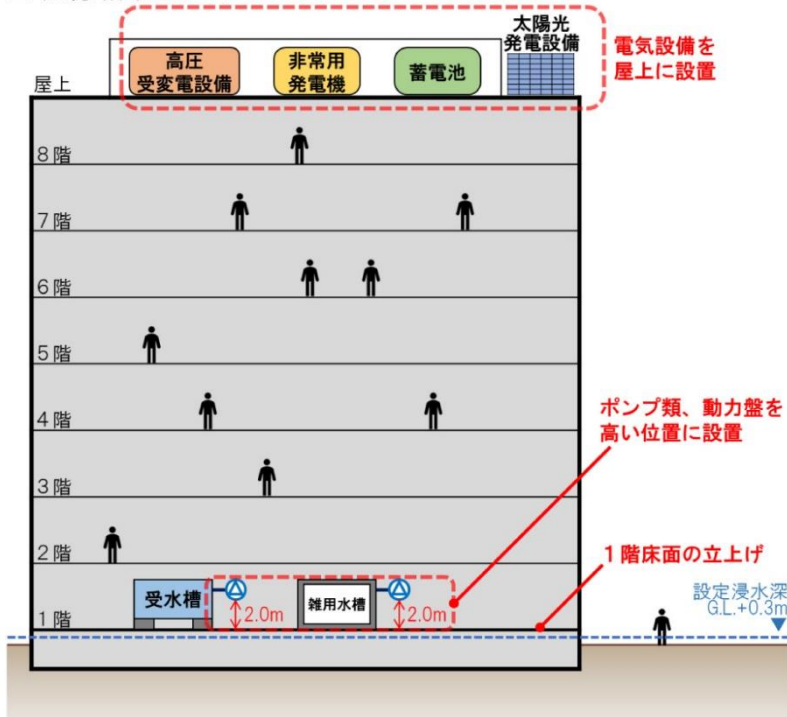 太陽光
発電設備
高圧
受変電設備
非常用
発電機
蓄電池
電気設備を
屋上に設置
屋上
8階
7階
6階
5階
4階
ポンプ類、動力盤を
高い位置に設置
3階
2階
1階床面の立上げ
受水槽
2.0m
雑用水槽
2.0m
設定浸水深
G.L.+0.3m
1階